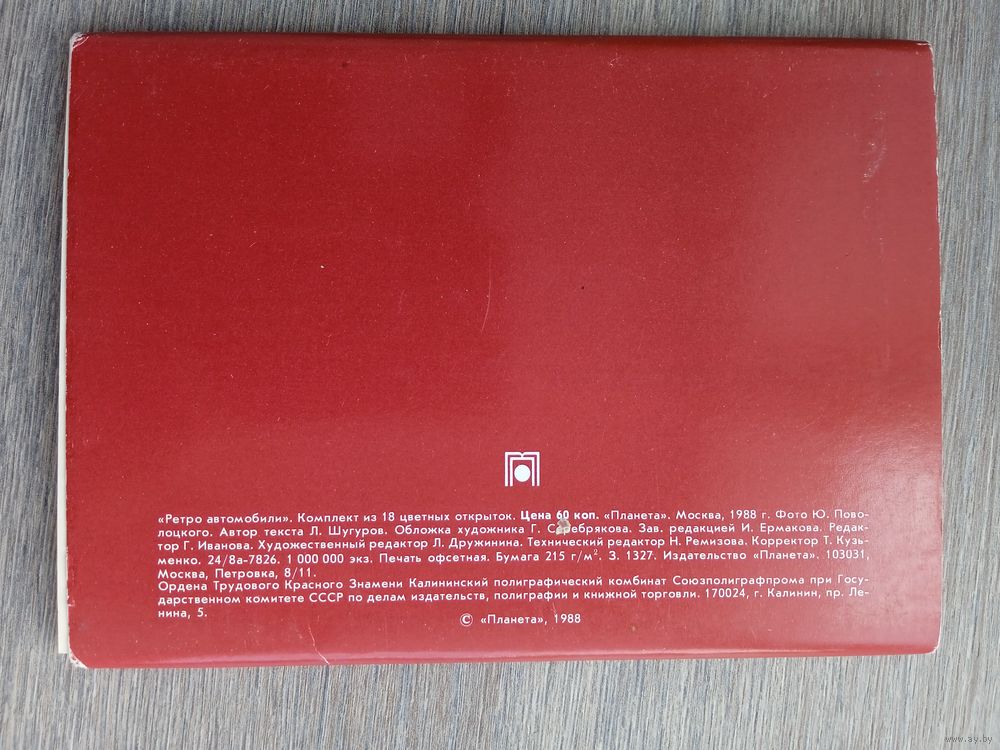 «Ретро автомобили». Комплект из 18 цветных открыток. Цена 60 коп. «Планета». Москва, 1988 г. Фото Ю. Пово-
лоцкого. Автор текста Л. Шугуров. Обложка художника Г. Серебрякова. Зав. редакцией И. Ермакова. Редак-
тор Г. Иванова. Художественный редактор Л. Дружинина. Технический редактор Н. Ремизова. Корректор Т. Кузь-
менко. 24/8а-7826. 1 000 000 экз. Печать офсетная. Бумага 215 г/м². З. 1327. Издательство «Планета». 103031,
Москва, Петровка, 8/11.
Ордена Трудового Красного Знамени Калининский полиграфический комбинат Союзполиграфпрома при Госу-
дарственном комитете СССР по делам издательств, полиграфии и книжной торговли. 170024, г. Калинин, пр. Ле-
нина, 5.
© «Планета», 1988
www.ay.by